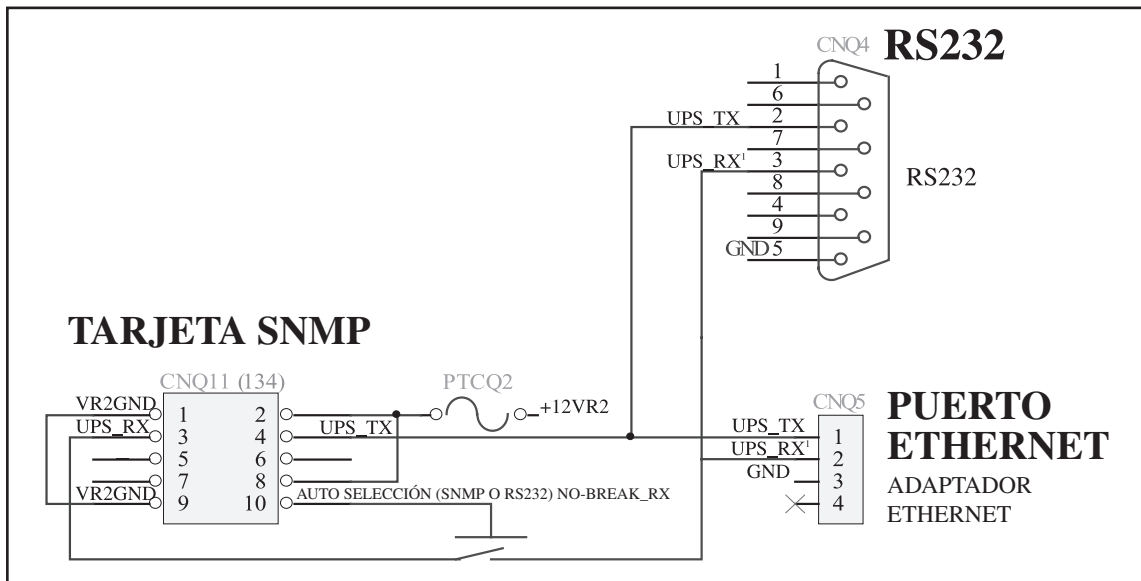 CNQ4 RS232
1
6
UPS_TX 2
7
UPS_RX¹ 3
8
4
9
GND 5
RS232
TARJETA SNMP
CNQ11 (134)
PTCQ2
+12VR2
VR2GND 1 2
UPS_RX 3 4 UPS_TX
5 6
7 8
VR2GND 9 10 AUTO SELECCIÓN (SNMP O RS232) NO-BREAK_RX
CNQ5
UPS_TX 1
UPS_RX¹ 2
GND 3
4
PUERTO
ETHERNET
ADAPTADOR
ETHERNET